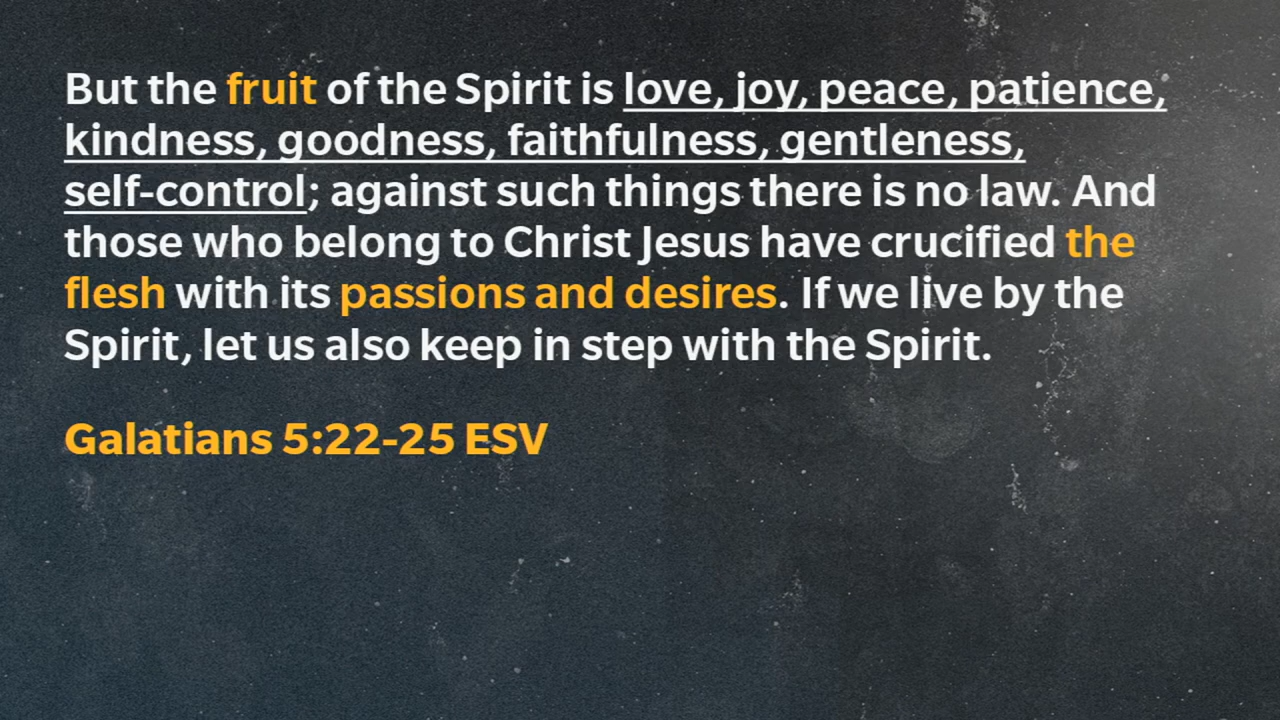 But the fruit of the Spirit is love, joy, peace, patience,
kindness, goodness, faithfulness, gentleness,
self-control; against such things there is no law. And
those who belong to Christ Jesus have crucified the
flesh with its passions and desires. If we live by the
Spirit, let us also keep in step with the Spirit.
Galatians 5:22-25 ESV